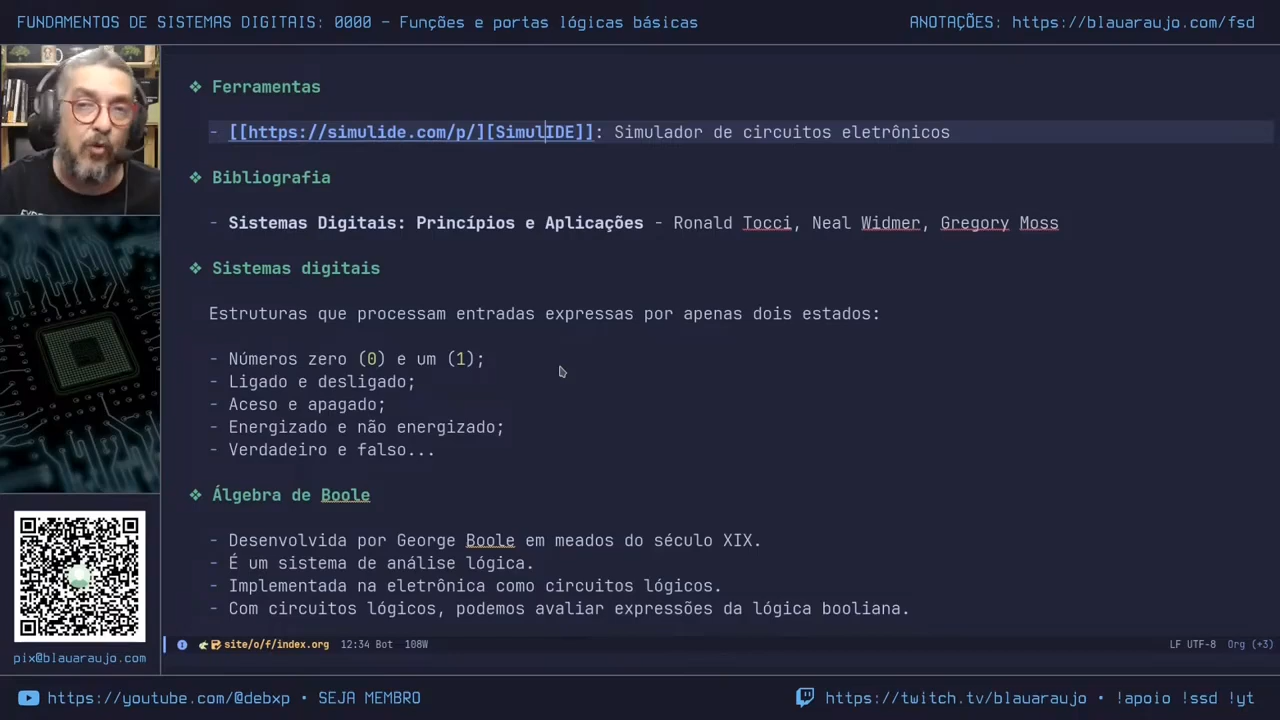 FUNDAMENTOS DE SISTEMAS DIGITAIS: 0000 - Funções e portas lógicas básicas
ANOTAÇÕES: https://blauaraujo.com/fsd
❖ Ferramentas
- [[https://simulide.com/p/][SimulIDE]]: Simulador de circuitos eletrônicos
❖ Bibliografia
- Sistemas Digitais: Princípios e Aplicações - Ronald Tocci, Neal Widmer, Gregory Moss
❖ Sistemas digitais
Estruturas que processam entradas expressas por apenas dois estados:
- Números zero (0) e um (1);
- Ligado e desligado;
- Aceso e apagado;
- Energizado e não energizado;
- Verdadeiro e falso...
❖ Álgebra de Boole
- Desenvolvida por George Boole em meados do século XIX.
- É um sistema de análise lógica.
- Implementada na eletrônica como circuitos lógicos.
- Com circuitos lógicos, podemos avaliar expressões da lógica booliana.
site/o/f/index.org 12:34 Bot 108W LF UTF-8 Org (+3)
pix@blauaraujo.com
https://youtube.com/@debxp • SEJA MEMBRO
https://twitch.tv/blauaraujo • !apoio !ssd !yt